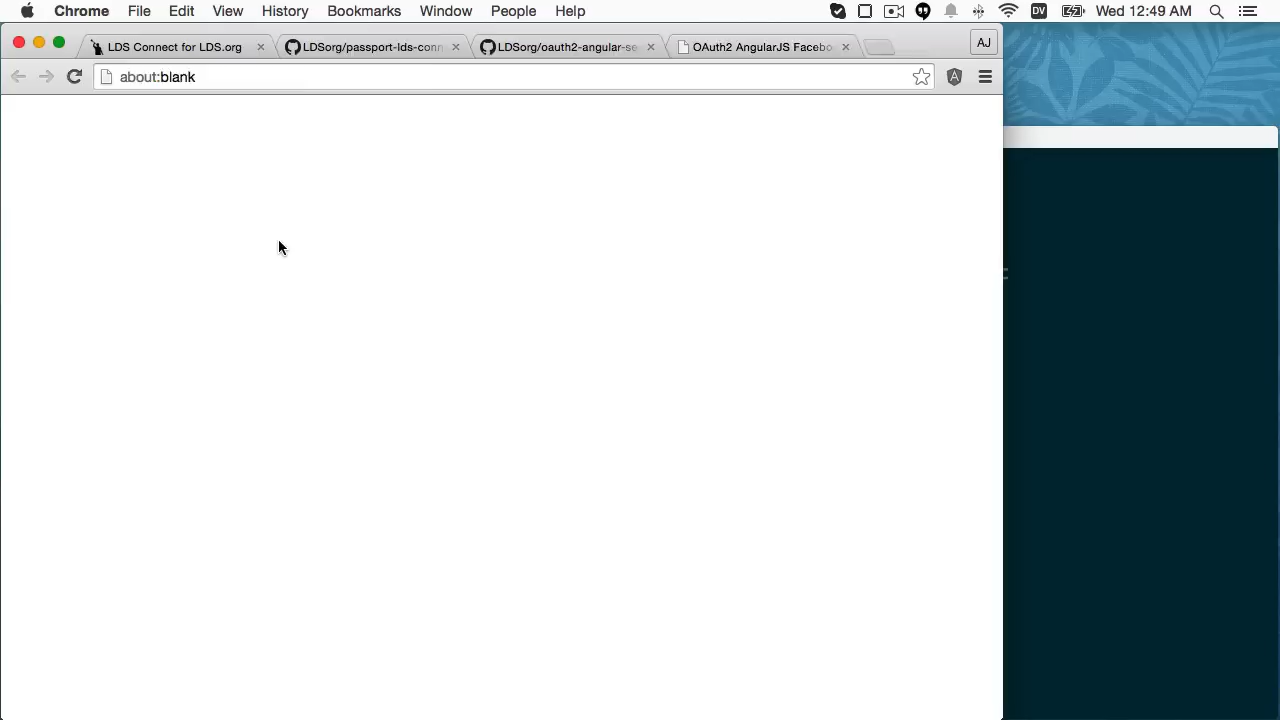 Chrome File Edit View History Bookmarks Window People Help DV Wed 12:49 AM
LDS Connect for LDS.org LDSorg/passport-lds-conn LDSorg/oauth2-angular-se OAuth2 AngularJS Facebo AJ
about:blank